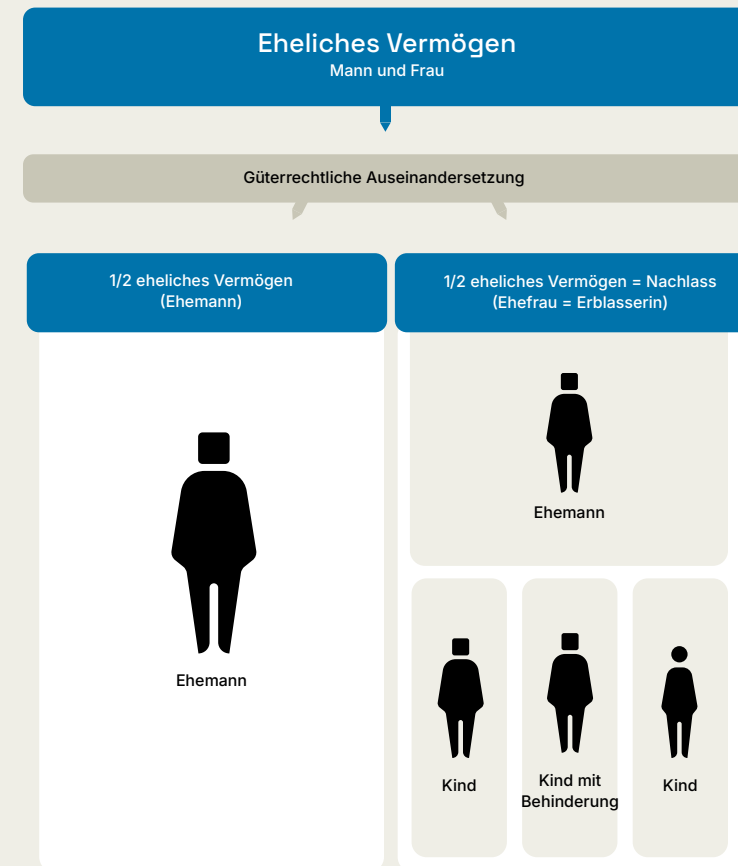 Eheliches Vermögen
Mann und Frau
Güterrechtliche Auseinandersetzung
1/2 eheliches Vermögen
(Ehemann)
1/2 eheliches Vermögen = Nachlass
(Ehefrau = Erblasserin)
Ehemann
Ehemann
Kind
Kind mit
Behinderung
Kind